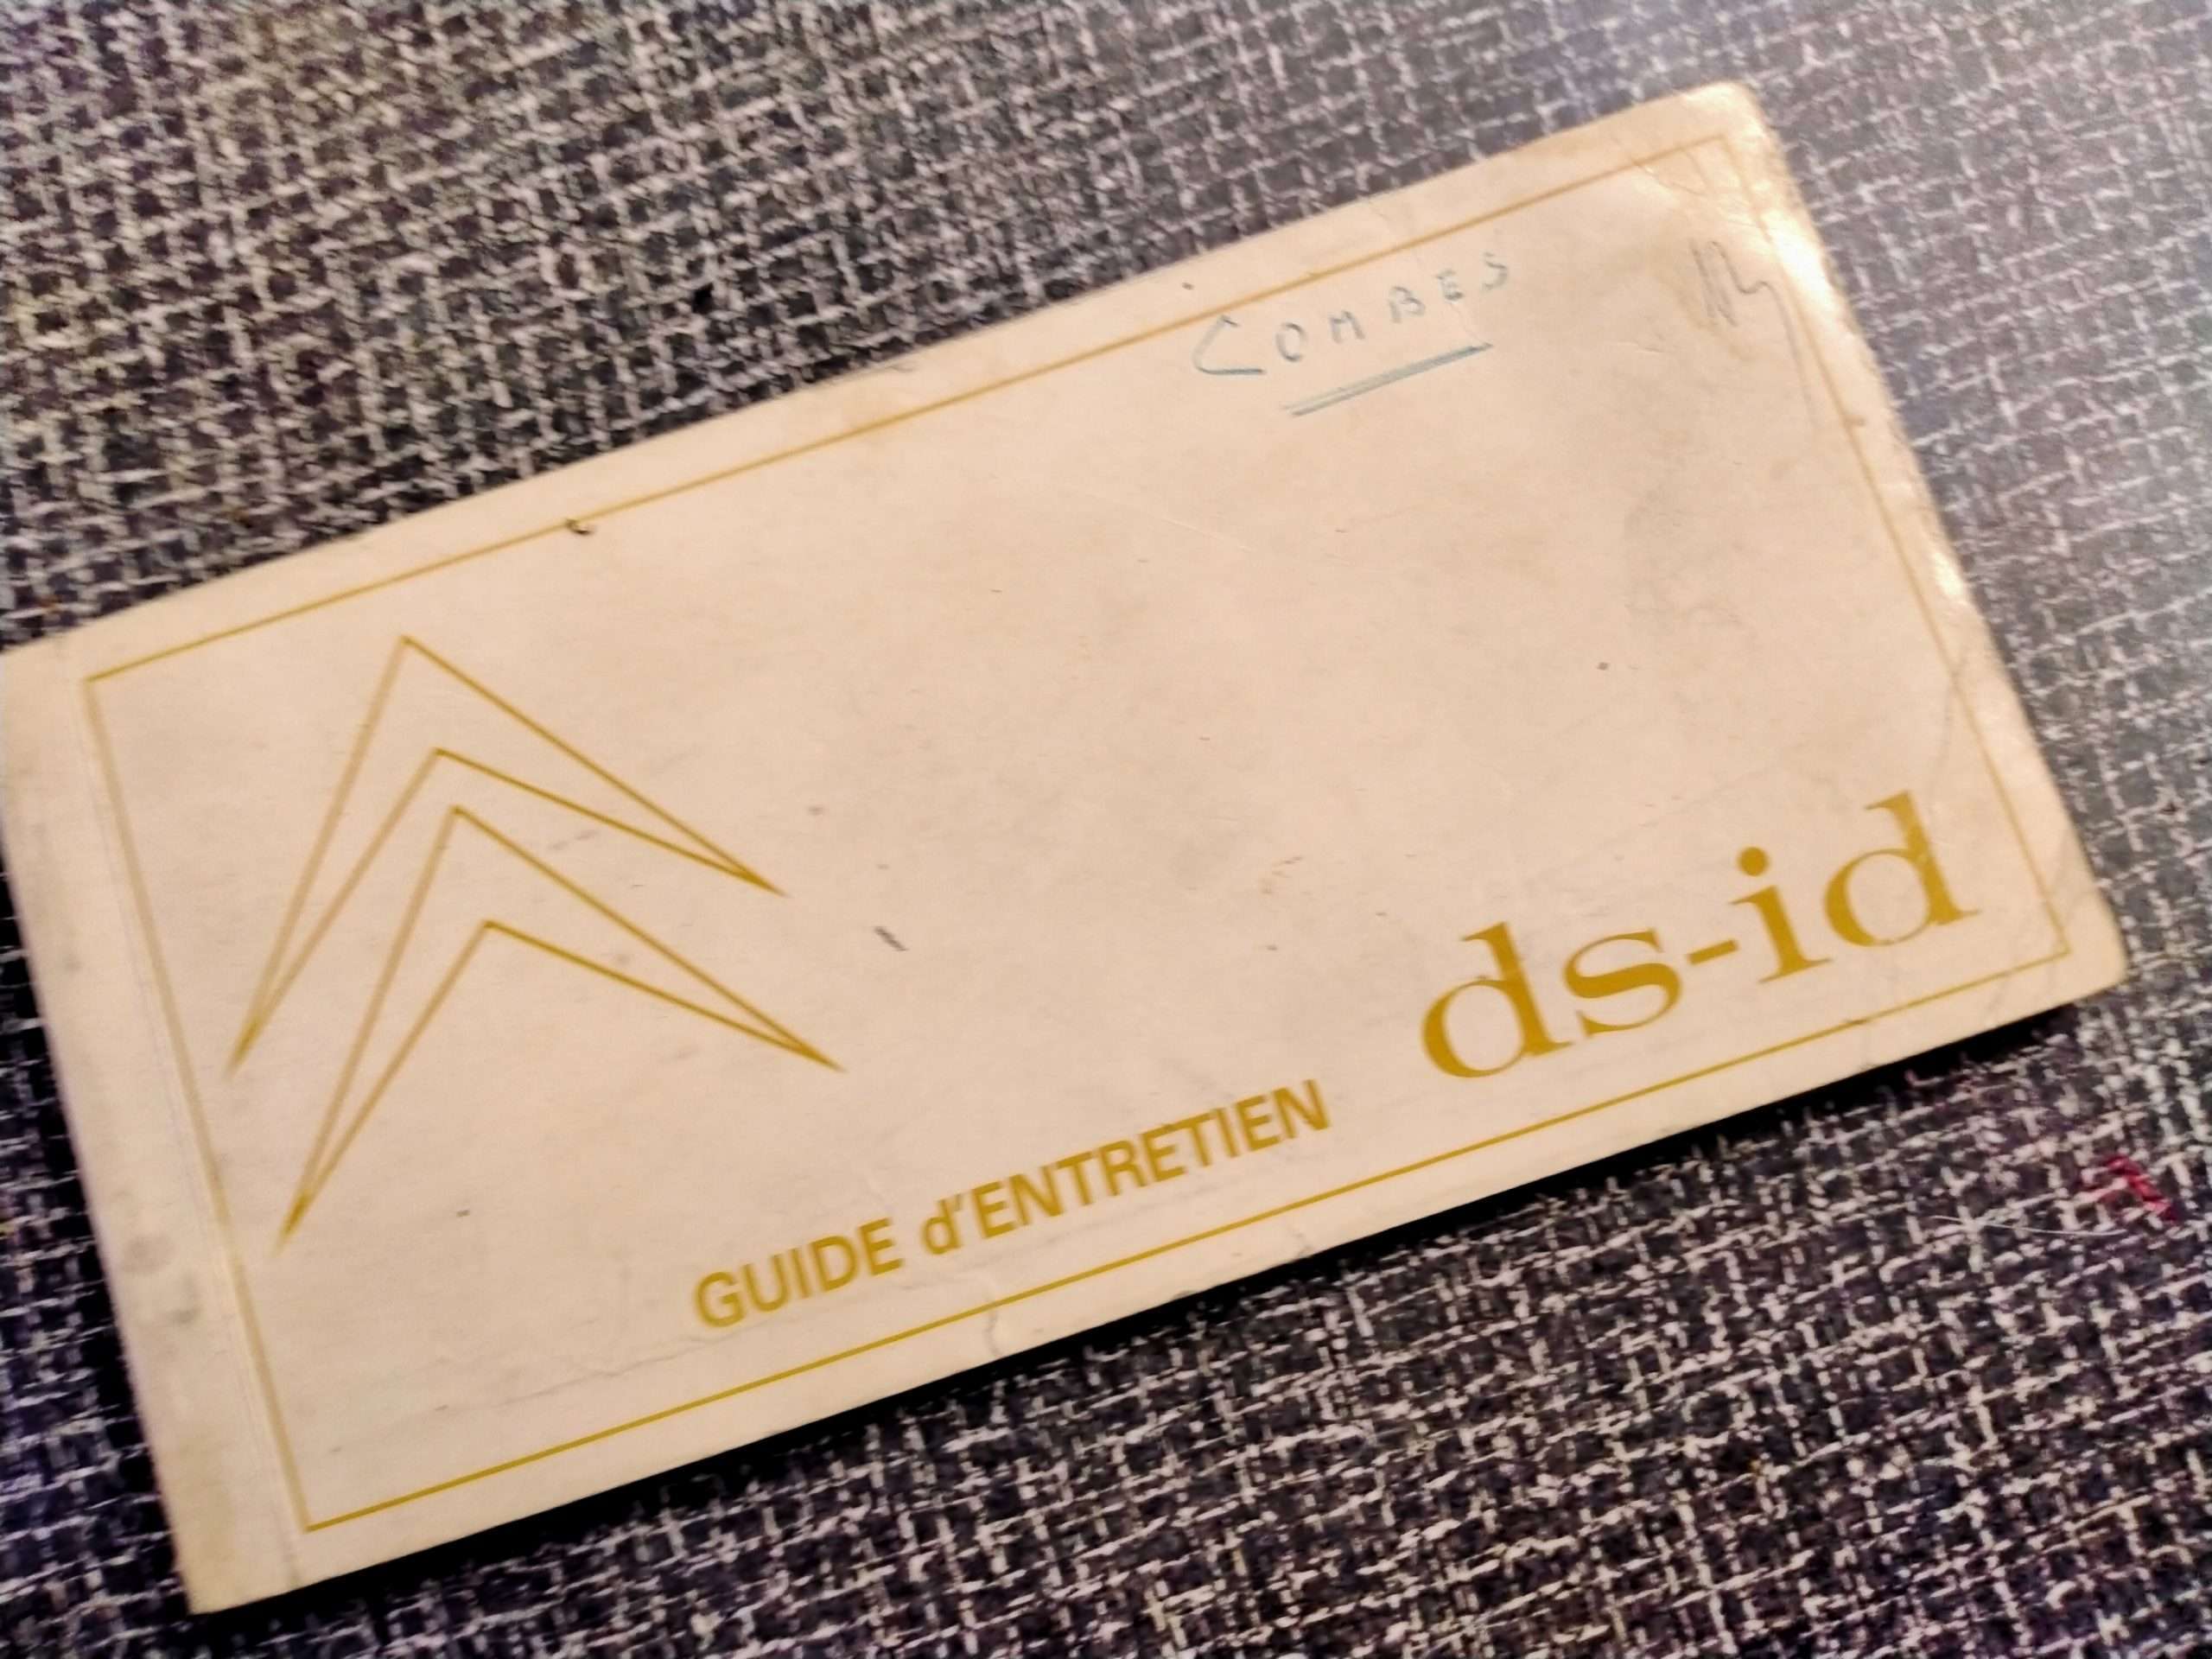 COMBES
ds-id
GUIDE d'ENTRETIEN